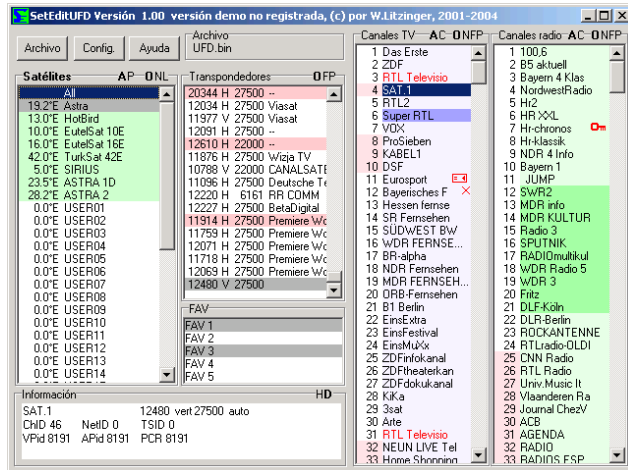 SetEditUFD Versión 1.00 versión demo no registrada, (c) por W.Litzinger, 2001-2004
Archivo
Config.
Ayuda
Archivo
UFD.bin
Satélites AP ONL
All
19.2°E Astra
13.0°E HotBird
10.0°E EutelSat 10E
16.0°E EutelSat 16E
42.0°E TurkSat 42E
5.0°E SIRIUS
23.5°E ASTRA 1D
28.2°E ASTRA 2
0.0°E USER01
0.0°E USER02
0.0°E USER03
0.0°E USER04
0.0°E USER05
0.0°E USER06
0.0°E USER07
0.0°E USER08
0.0°E USER09
0.0°E USER10
0.0°E USER11
0.0°E USER12
0.0°E USER13
0.0°E USER14
Transpondedores OFP
20344 H 27500 --
12034 H 27500 Viasat
11977 V 27500 Viasat
12091 H 27500 --
12610 H 22000 --
11876 H 27500 Wizja TV
10788 V 22000 CANALSATE
11096 H 27500 Deutsche Te
12220 H 6161 RR COMM
12227 H 27500 BetaDigital
11914 H 27500 Premiere Wo
11759 H 27500 Premiere Wo
12071 H 27500 Premiere Wo
11718 H 27500 Premiere Wo
12069 H 27500 Premiere Wo
12480 V 27500
FAV
FAV 1
FAV 2
FAV 3
FAV 4
FAV 5
Información HD
SAT.1 12480 vert 27500 auto
ChID 46 NetID 0 TSID 0
VPid 8191 APid 8191 PCR 8191
Canales TV AC ONFP
1 Das Erste
2 ZDF
3 RTL Televisio
4 SAT.1
5 RTL2
6 Super RTL
7 VOX
8 ProSieben
9 KABEL1
10 DSF
11 Eurosport
12 Bayerisches F
13 Hessen fernse
14 SR Fernsehen
15 SÜDWEST BW
16 WDR FERNSE...
17 BR-alpha
18 NDR Fernsehen
19 MDR FERNSEH...
20 ORB-Fernsehen
21 B1 Berlin
22 EinsExtra
23 EinsFestival
24 EinsMuXx
25 ZDFinfokanal
26 ZDFtheaterkan
27 ZDFdokukanal
28 KiKa
29 3sat
30 Arte
31 RTL Televisio
32 NEUN LIVE Tel
33 Home Shopping
Canales radio AC ONFP
1 100,6
2 B5 aktuell
3 Bayern 4 Klas
4 NordwestRadio
5 Hr2
6 HR XXL
7 Hr-chronos
8 Hr-klassik
9 NDR 4 Info
10 Bayern 1
11 JUMP
12 SWR2
13 MDR info
14 MDR KULTUR
15 Radio 3
16 SPUTNIK
17 RADIOmultikul
18 WDR Radio 5
19 WDR 3
20 Fritz
21 DLF-Köln
22 DLR-Berlin
23 ROCKANTENNE
24 RTLradio-OLDI
25 CNN Radio
26 RTL Radio
27 Univ.Music It
28 Vlaanderen Ra
29 Journal ChezV
30 ACB
31 AGENDA
32 RADIO
33 RADIOS ESP